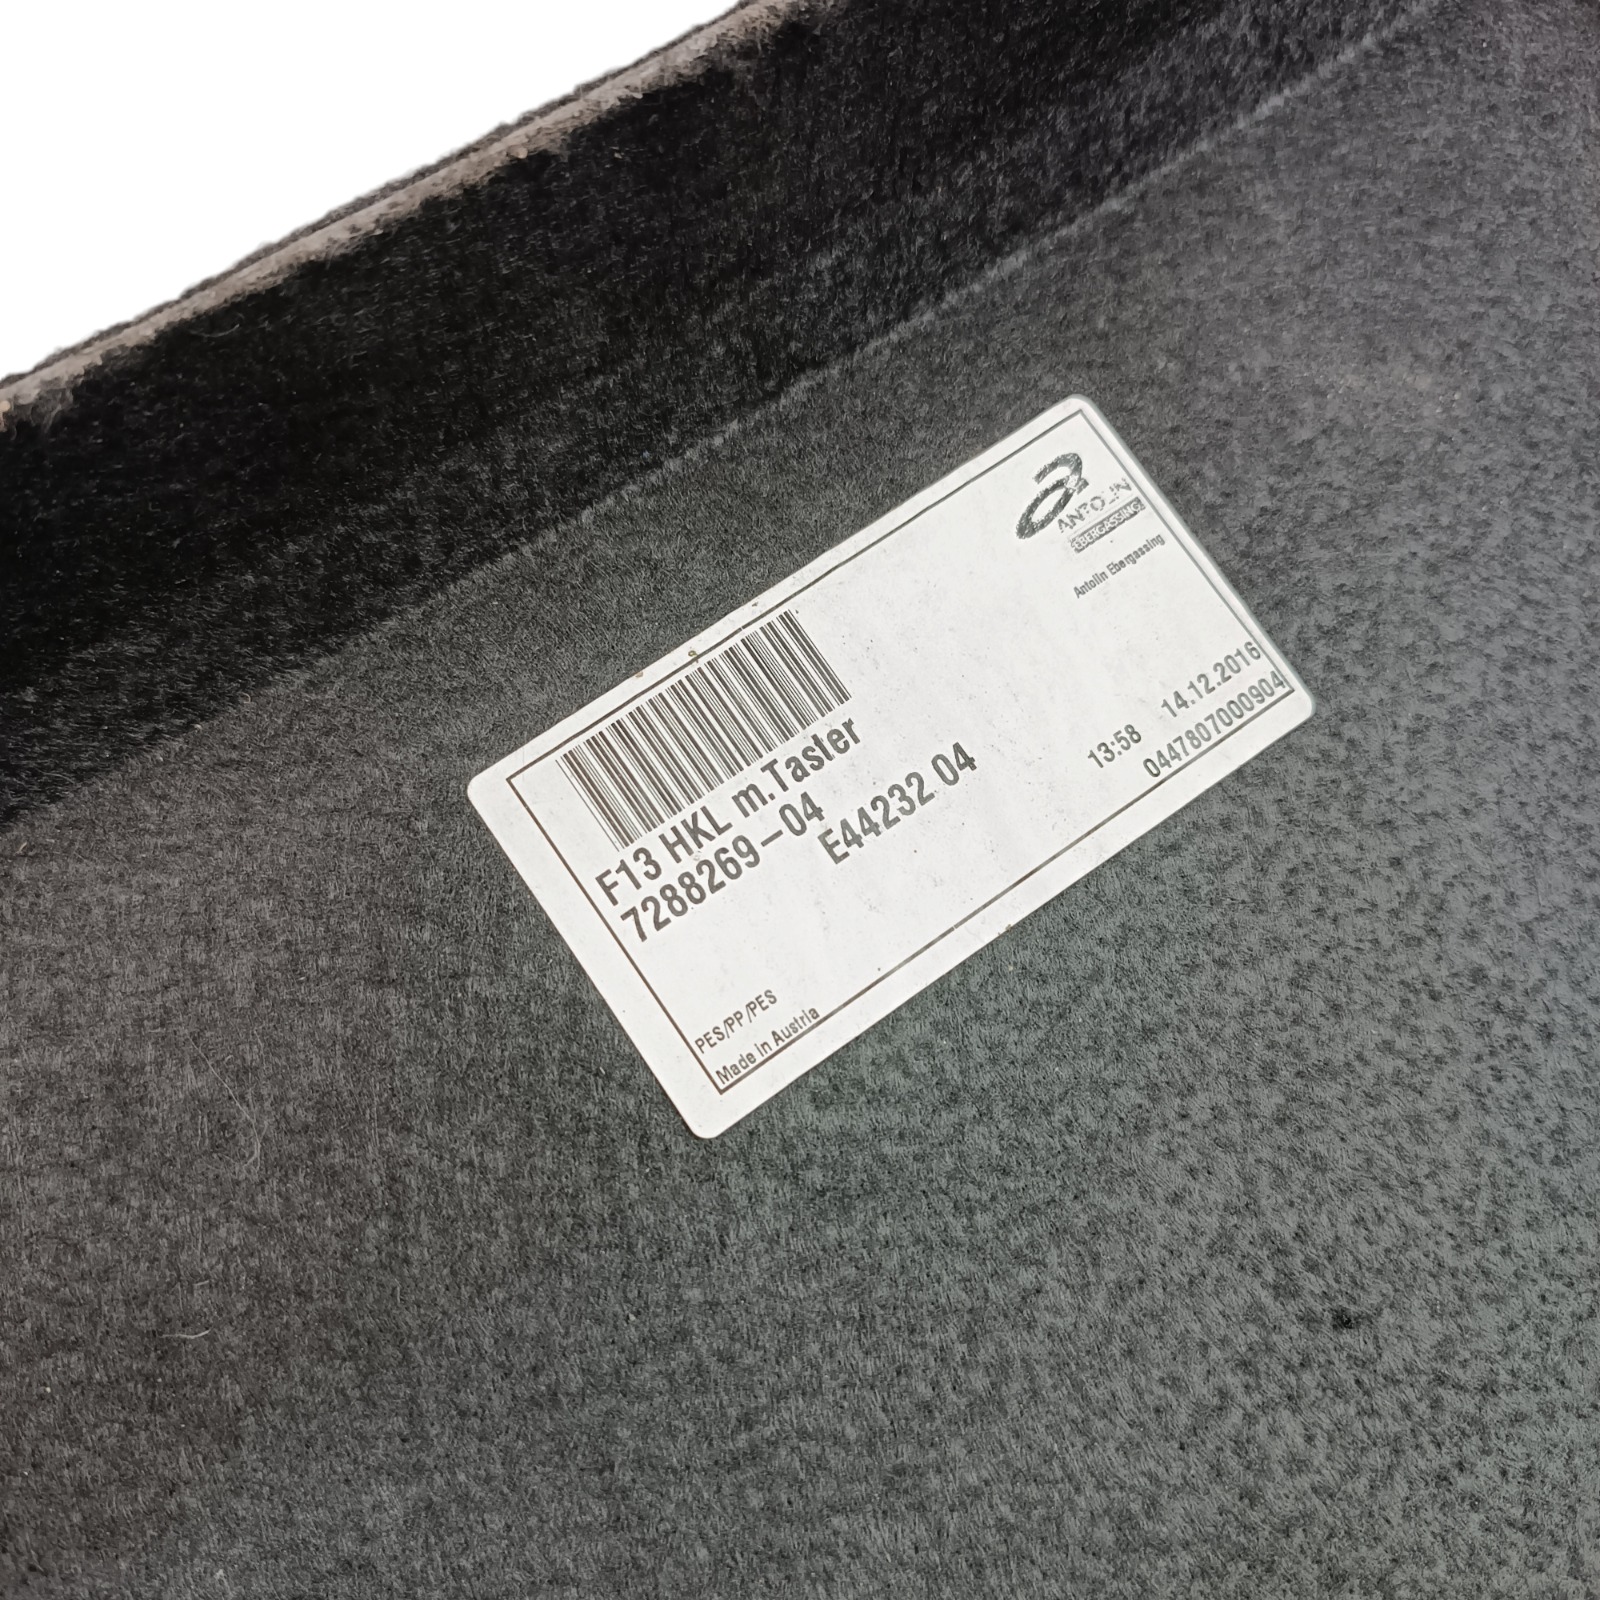 ANTOLIN
EBERGASSING
Antolin Ebergassing
F13 HKL m.Taster
7288269-04
E44232 04
13:58 14.12.2016
0447807000904
PES/PP/PES
Made in Austria